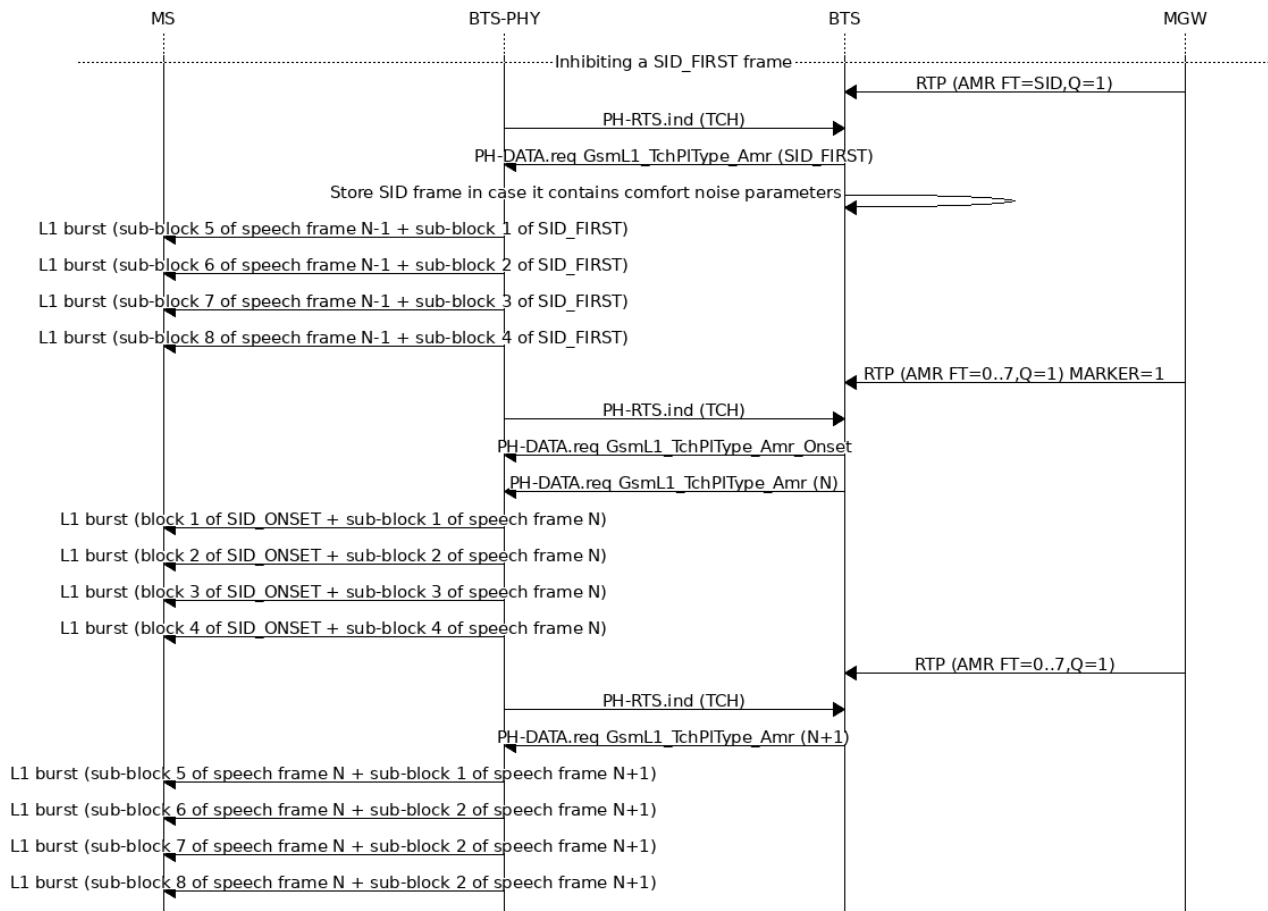 MS BTS-PHY BTS MGW
Inhibiting a SID_FIRST frame
RTP (AMR FT=SID,Q=1)
PH-RTS.ind (TCH)
PH-DATA.req GsmL1_TchPlType_Amr (SID_FIRST)
Store SID frame in case it contains comfort noise parameters
L1 burst (sub-block 5 of speech frame N-1 + sub-block 1 of SID_FIRST)
L1 burst (sub-block 6 of speech frame N-1 + sub-block 2 of SID_FIRST)
L1 burst (sub-block 7 of speech frame N-1 + sub-block 3 of SID_FIRST)
L1 burst (sub-block 8 of speech frame N-1 + sub-block 4 of SID_FIRST)
RTP (AMR FT=0..7,Q=1) MARKER=1
PH-RTS.ind (TCH)
PH-DATA.req GsmL1_TchPlType_Amr_Onset
PH-DATA.req GsmL1_TchPlType_Amr (N)
L1 burst (block 1 of SID_ONSET + sub-block 1 of speech frame N)
L1 burst (block 2 of SID_ONSET + sub-block 2 of speech frame N)
L1 burst (block 3 of SID_ONSET + sub-block 3 of speech frame N)
L1 burst (block 4 of SID_ONSET + sub-block 4 of speech frame N)
RTP (AMR FT=0..7,Q=1)
PH-RTS.ind (TCH)
PH-DATA.req GsmL1_TchPlType_Amr (N+1)
L1 burst (sub-block 5 of speech frame N + sub-block 1 of speech frame N+1)
L1 burst (sub-block 6 of speech frame N + sub-block 2 of speech frame N+1)
L1 burst (sub-block 7 of speech frame N + sub-block 2 of speech frame N+1)
L1 burst (sub-block 8 of speech frame N + sub-block 2 of speech frame N+1)